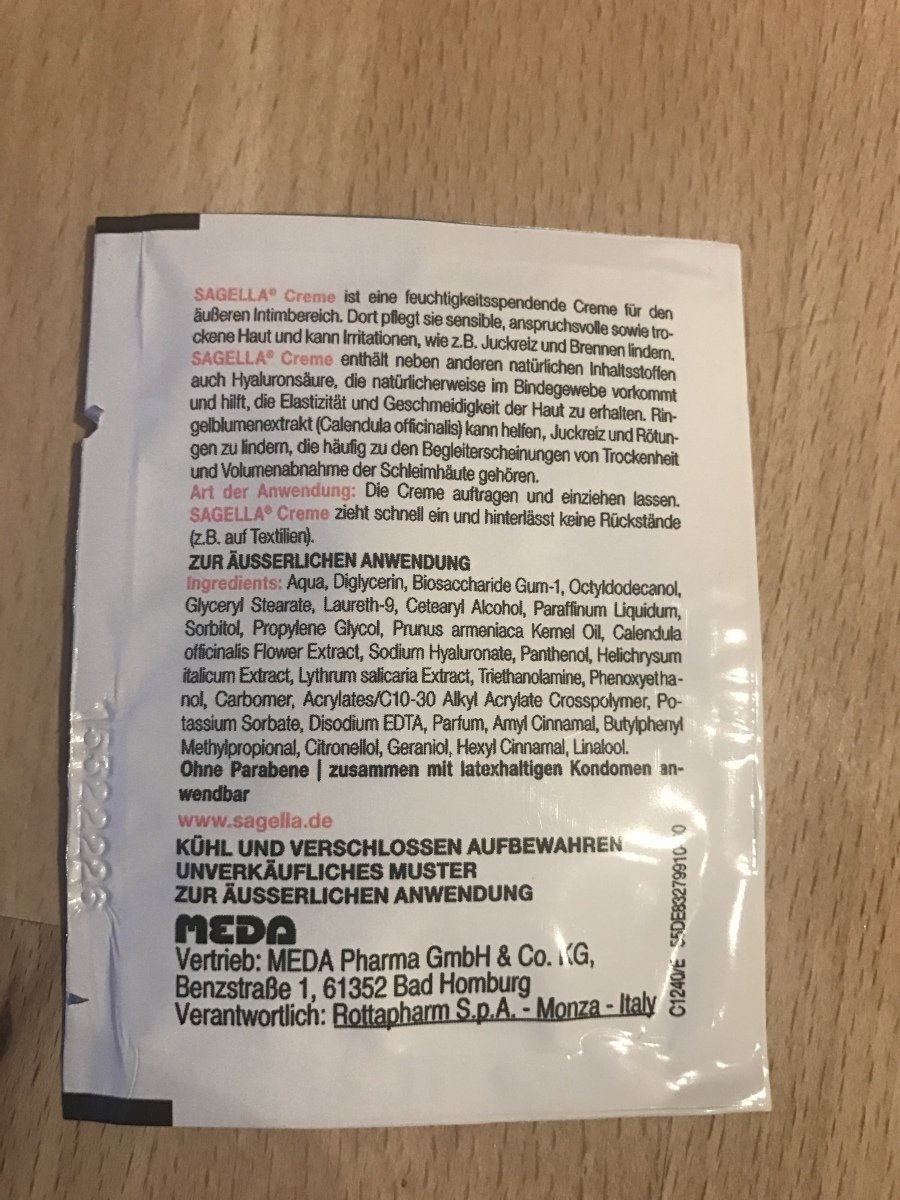 SAGELLA® Creme ist eine feuchtigkeitsspendende Creme für den
äußeren Intimbereich. Dort pflegt sie sensible, anspruchsvolle sowie tro-
ckene Haut und kann Irritationen, wie z.B. Juckreiz und Brennen lindern.
SAGELLA® Creme enthält neben anderen natürlichen Inhaltsstoffen
auch Hyaluronsäure, die natürlicherweise im Bindegewebe vorkommt
und hilft, die Elastizität und Geschmeidigkeit der Haut zu erhalten. Rin-
gelblumenextrakt (Calendula officinalis) kann helfen, Juckreiz und Rötun-
gen zu lindern, die häufig zu den Begleiterscheinungen von Trockenheit
und Volumenabnahme der Schleimhäute gehören.
Art der Anwendung: Die Creme auftragen und einziehen lassen.
SAGELLA® Creme zieht schnell ein und hinterlässt keine Rückstände
(z.B. auf Textilien).
ZUR ÄUSSERLICHEN ANWENDUNG
Ingredients: Aqua, Diglycerin, Biosaccharide Gum-1, Octyldodecanol,
Glyceryl Stearate, Laureth-9, Cetearyl Alcohol, Paraffinum Liquidum,
Sorbitol, Propylene Glycol, Prunus armeniaca Kernel Oil, Calendula
officinalis Flower Extract, Sodium Hyaluronate, Panthenol, Helichrysum
italicum Extract, Lythrum salicaria Extract, Triethanolamine, Phenoxyetha-
nol, Carbomer, Acrylates/C10-30 Alkyl Acrylate Crosspolymer, Po-
tassium Sorbate, Disodium EDTA, Parfum, Amyl Cinnamal, Butylphenyl
Methylpropional, Citronellol, Geraniol, Hexyl Cinnamal, Linalool.
Ohne Parabene | zusammen mit latexhaltigen Kondomen an-
wendbar
www.sagella.de
KÜHL UND VERSCHLOSSEN AUFBEWAHREN
UNVERKÄUFLICHES MUSTER
ZUR ÄUSSERLICHEN ANWENDUNG
MEDA
Vertrieb: MEDA Pharma GmbH & Co. KG,
Benzstraße 1, 61352 Bad Homburg
Verantwortlich: Rottapharm S.p.A. - Monza - Italy
C1240/E